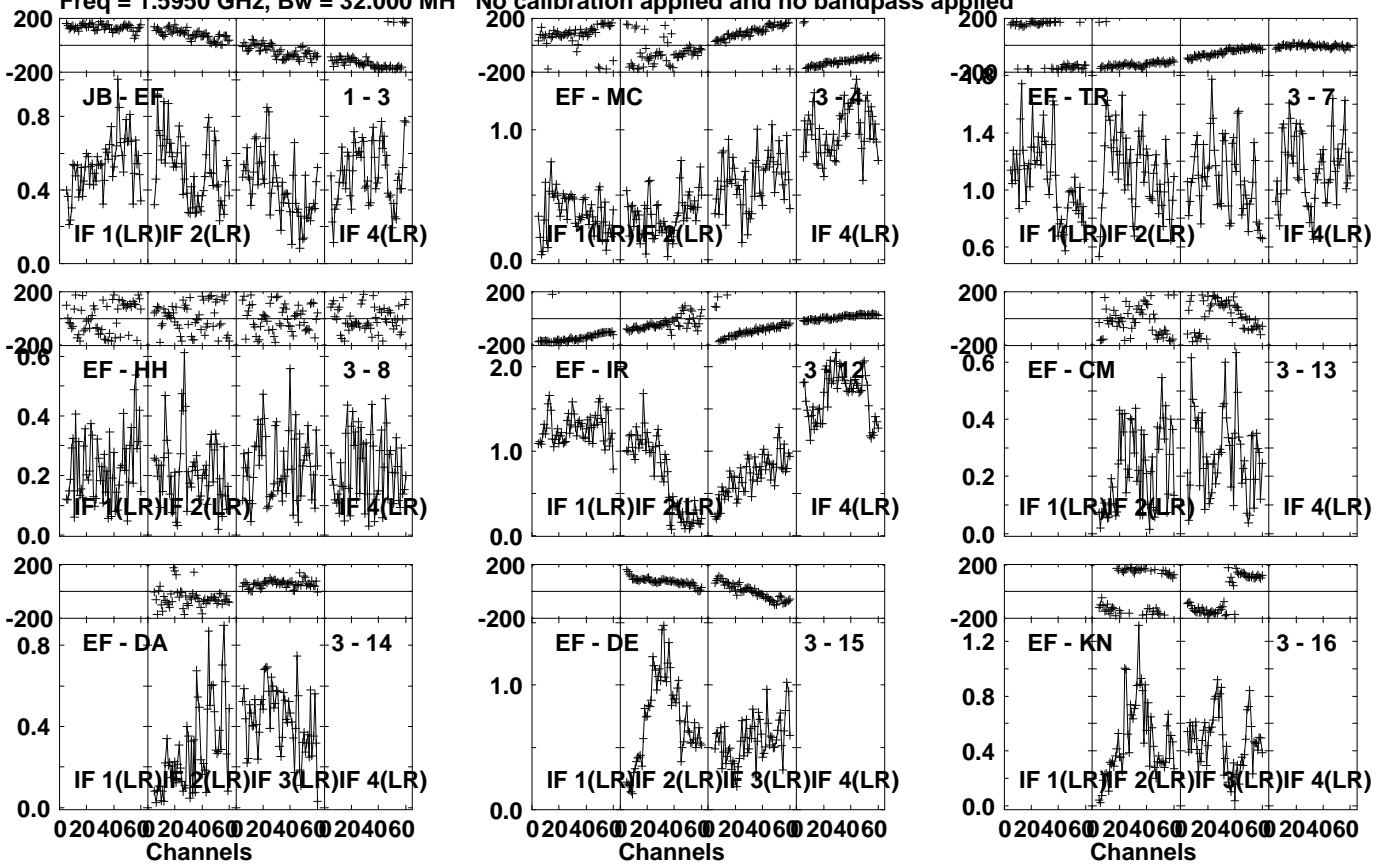 Freq = 1.5950 GHz, Bw = 32.000 MH No calibration applied and no bandpass applied
200
-200
0.8
0.4
0.0
JB - EF 1 - 3
IF 1(LR) IF 2(LR) IF 4(LR)
200
-200
1.0
0.0
EF - MC 3 - 4
IF 1(LR) IF 2(LR) IF 4(LR)
200
-200
1.8
1.4
1.0
0.6
EF - TR 3 - 7
IF 1(LR) IF 2(LR) IF 4(LR)
200
-200
0.6
0.4
0.2
0.0
EF - HH 3 - 8
IF 1(LR) IF 2(LR) IF 4(LR)
200
-200
2.0
1.0
0.0
EF - IR 3 - 12
IF 1(LR) IF 2(LR) IF 4(LR)
200
-200
0.6
0.4
0.2
0.0
EF - CM 3 - 13
IF 1(LR) IF 2(LR) IF 4(LR)
200
-200
0.8
0.4
0.0
EF - DA 3 - 14
IF 1(LR) IF 2(LR) IF 3(LR) IF 4(LR)
0 20 40 60 0 20 40 60 0 20 40 60 0 20 40 60
Channels
200
-200
1.0
0.0
EF - DE 3 - 15
IF 1(LR) IF 2(LR) IF 3(LR) IF 4(LR)
0 20 40 60 0 20 40 60 0 20 40 60 0 20 40 60
Channels
200
-200
1.2
0.8
0.4
0.0
EF - KN 3 - 16
IF 1(LR) IF 2(LR) IF 3(LR) IF 4(LR)
0 20 40 60 0 20 40 60 0 20 40 60 0 20 40 60
Channels